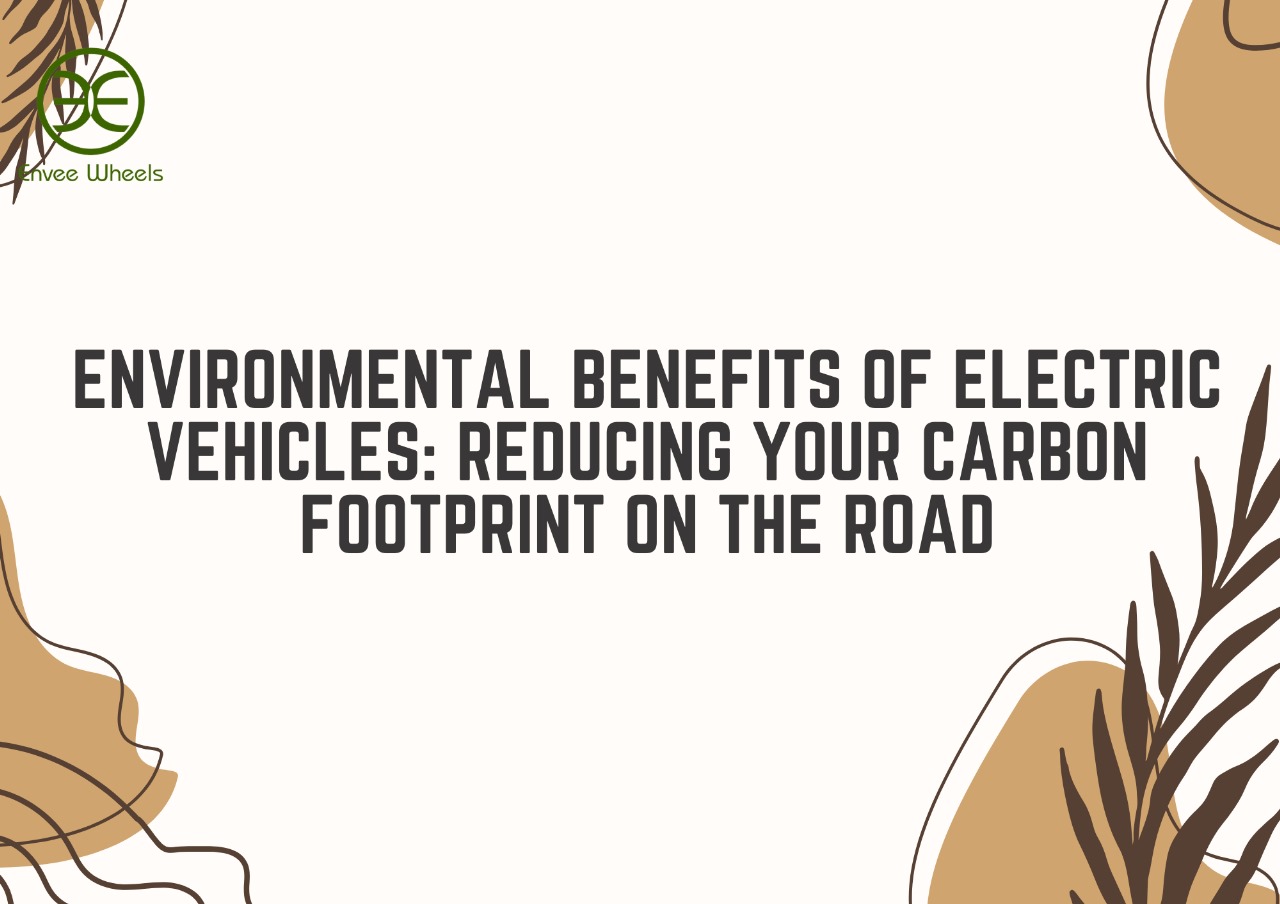 Envee Wheels
ENVIRONMENTAL BENEFITS OF ELECTRIC
VEHICLES: REDUCING YOUR CARBON
FOOTPRINT ON THE ROAD